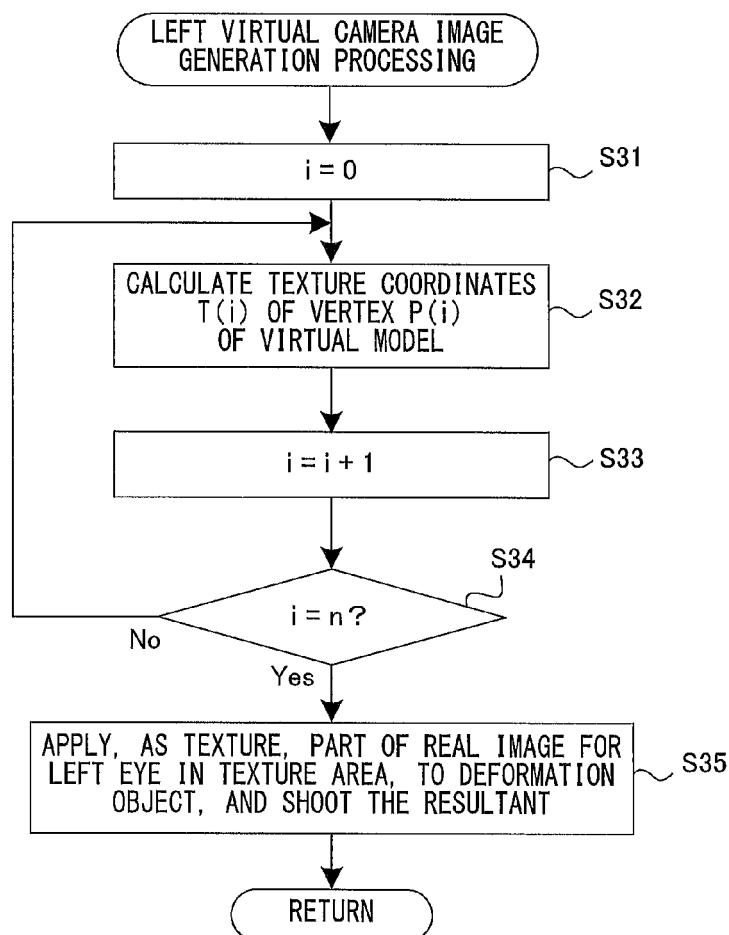 LEFT VIRTUAL CAMERA IMAGE
GENERATION PROCESSING
i = 0
S31
CALCULATE TEXTURE COORDINATES
T(i) OF VERTEX P(i)
OF VIRTUAL MODEL
S32
i = i + 1
S33
S34
i = n?
No
Yes
APPLY, AS TEXTURE, PART OF REAL IMAGE FOR
LEFT EYE IN TEXTURE AREA, TO DEFORMATION
OBJECT, AND SHOOT THE RESULTANT
S35
RETURN